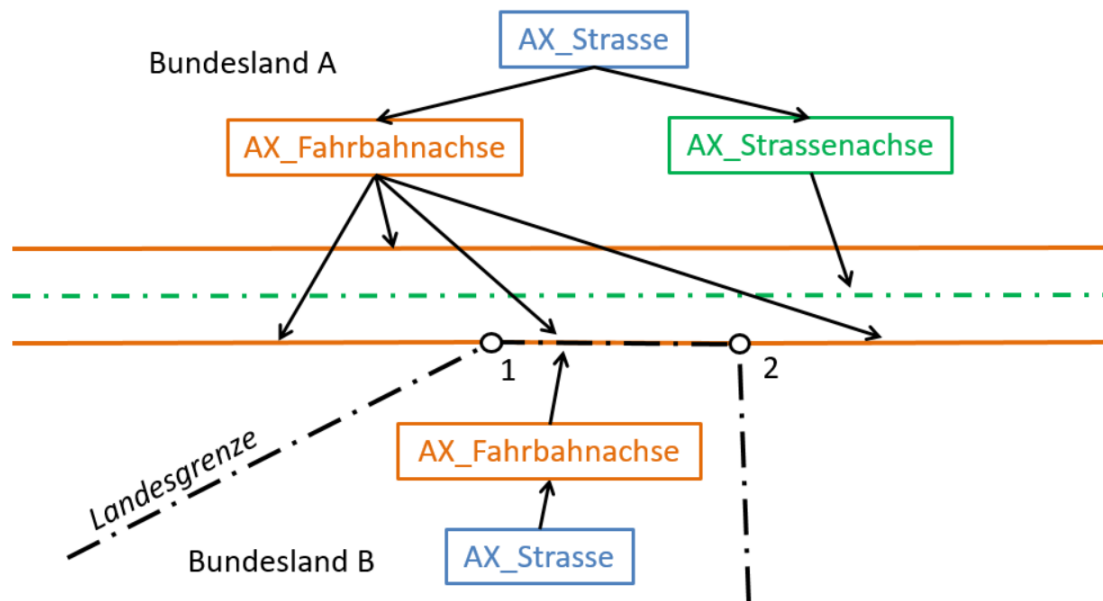 AX_Strasse
Bundesland A
AX_Fahrbahnachse
AX_Strassenachse
1
2
AX_Fahrbahnachse
Landesgrenze
Bundesland B
AX_Strasse